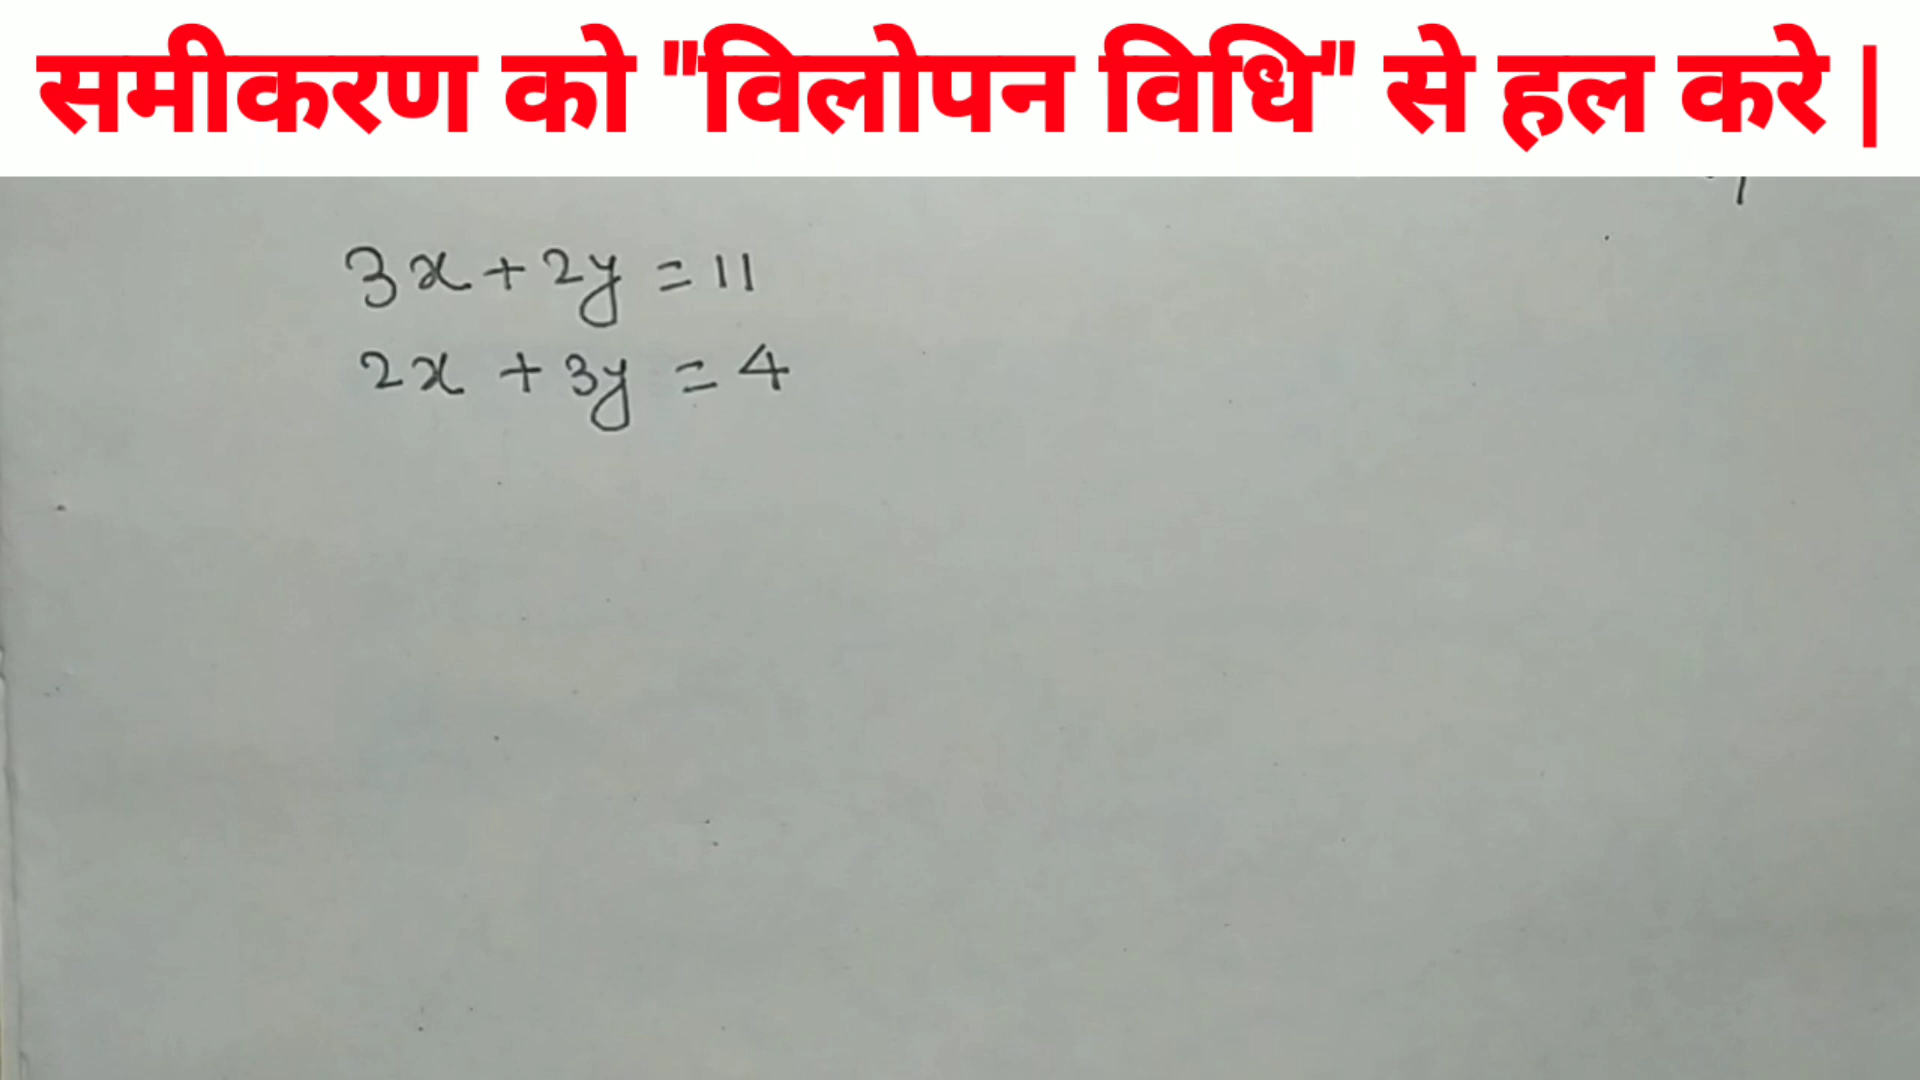 समीकरण को "विलोपन विधि" से हल करे |
3x + 2y = 11
2x + 3y = 4